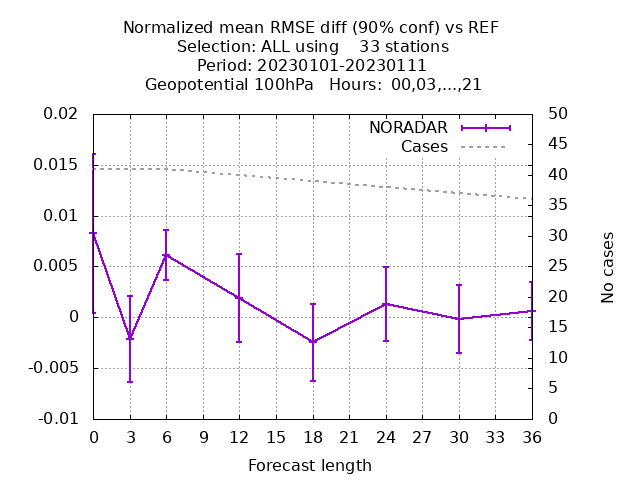 Normalized mean RMSE diff (90% conf) vs REF
Selection: ALL using    33 stations
Period: 20230101-20230111
Geopotential 100hPa   Hours:  00,03,...,21
0.02
0.015
0.01
0.005
0
-0.005
-0.01
50
45
40
35
30
25
20
15
10
5
0
NORADAR
Cases
No cases
0 3 6 9 12 15 18 21 24 27 30 33 36
Forecast length